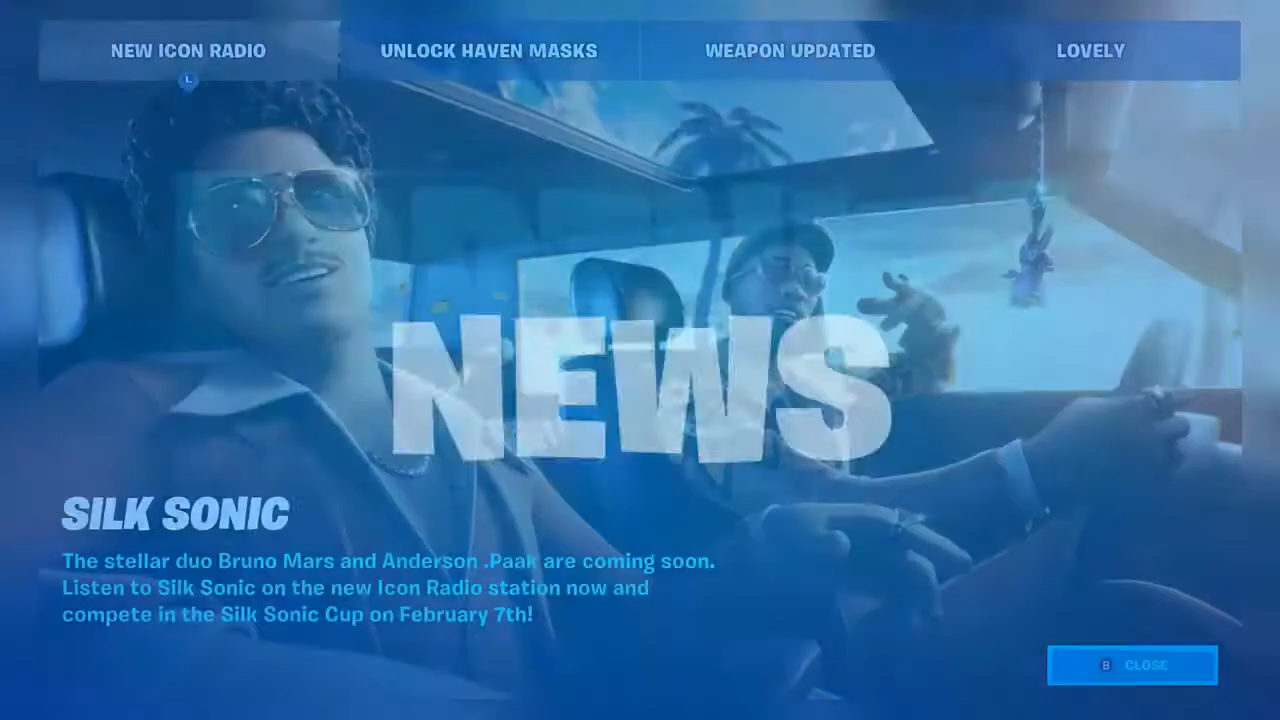 NEW ICON RADIO
UNLOCK HAVEN MASKS
WEAPON UPDATED
LOVELY
L
NEWS
SILK SONIC
The stellar duo Bruno Mars and Anderson .Paak are coming soon.
Listen to Silk Sonic on the new Icon Radio station now and
compete in the Silk Sonic Cup on February 7th!
B CLOSE